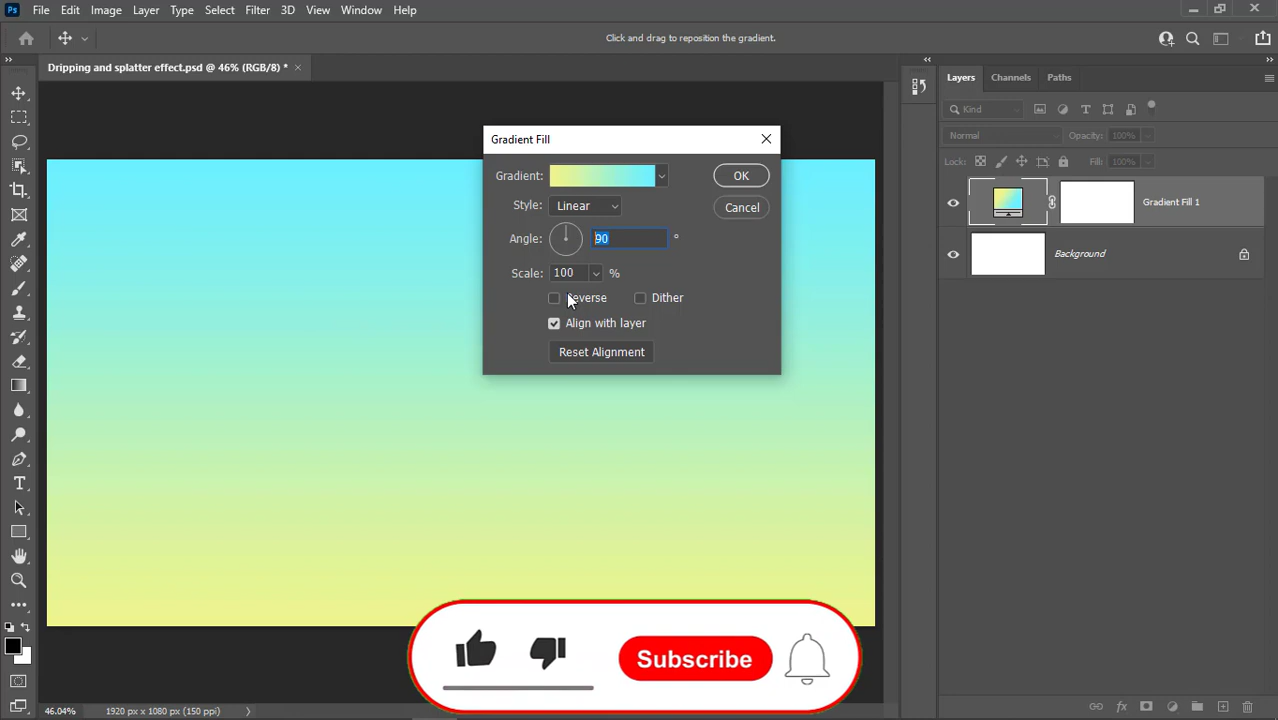 Ps File Edit Image Layer Type Select Filter 3D View Window Help
Click and drag to reposition the gradient.
Dripping and splatter effect.psd @ 46% (RGB/8) *
Layers Channels Paths
Kind
Normal Opacity: 100%
Lock: Fill: 100%
Gradient Fill 1
Background
Gradient Fill
Gradient: OK
Style: Linear Cancel
Angle: 90 °
Scale: 100 %
Reverse Dither
Align with layer
Reset Alignment
Subscribe
46.04% 1920 px x 1080 px (150 ppi)